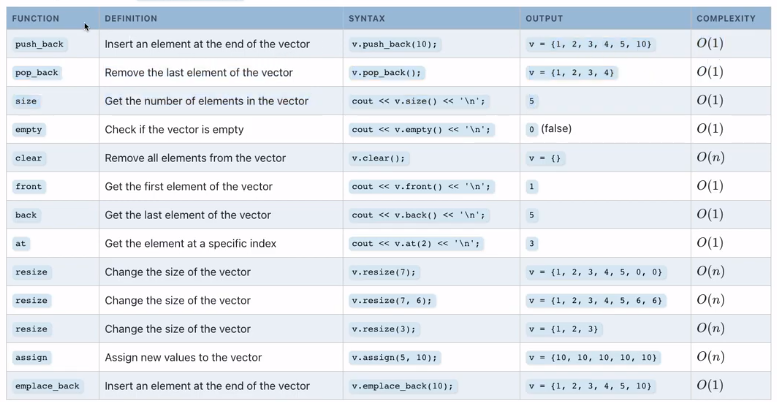 FUNCTION DEFINITION SYNTAX OUTPUT COMPLEXITY
push_back Insert an element at the end of the vector v.push_back(10); v = {1, 2, 3, 4, 5, 10} O(1)
pop_back Remove the last element of the vector v.pop_back(); v = {1, 2, 3, 4} O(1)
size Get the number of elements in the vector cout << v.size() << '\n'; 5 O(1)
empty Check if the vector is empty cout << v.empty() << '\n'; 0 (false) O(1)
clear Remove all elements from the vector v.clear(); v = {} O(n)
front Get the first element of the vector cout << v.front() << '\n'; 1 O(1)
back Get the last element of the vector cout << v.back() << '\n'; 5 O(1)
at Get the element at a specific index cout << v.at(2) << '\n'; 3 O(1)
resize Change the size of the vector v.resize(7); v = {1, 2, 3, 4, 5, 0, 0} O(n)
resize Change the size of the vector v.resize(7, 6); v = {1, 2, 3, 4, 5, 6, 6} O(n)
resize Change the size of the vector v.resize(3); v = {1, 2, 3} O(n)
assign Assign new values to the vector v.assign(5, 10); v = {10, 10, 10, 10, 10} O(n)
emplace_back Insert an element at the end of the vector v.emplace_back(10); v = {1, 2, 3, 4, 5, 10} O(1)